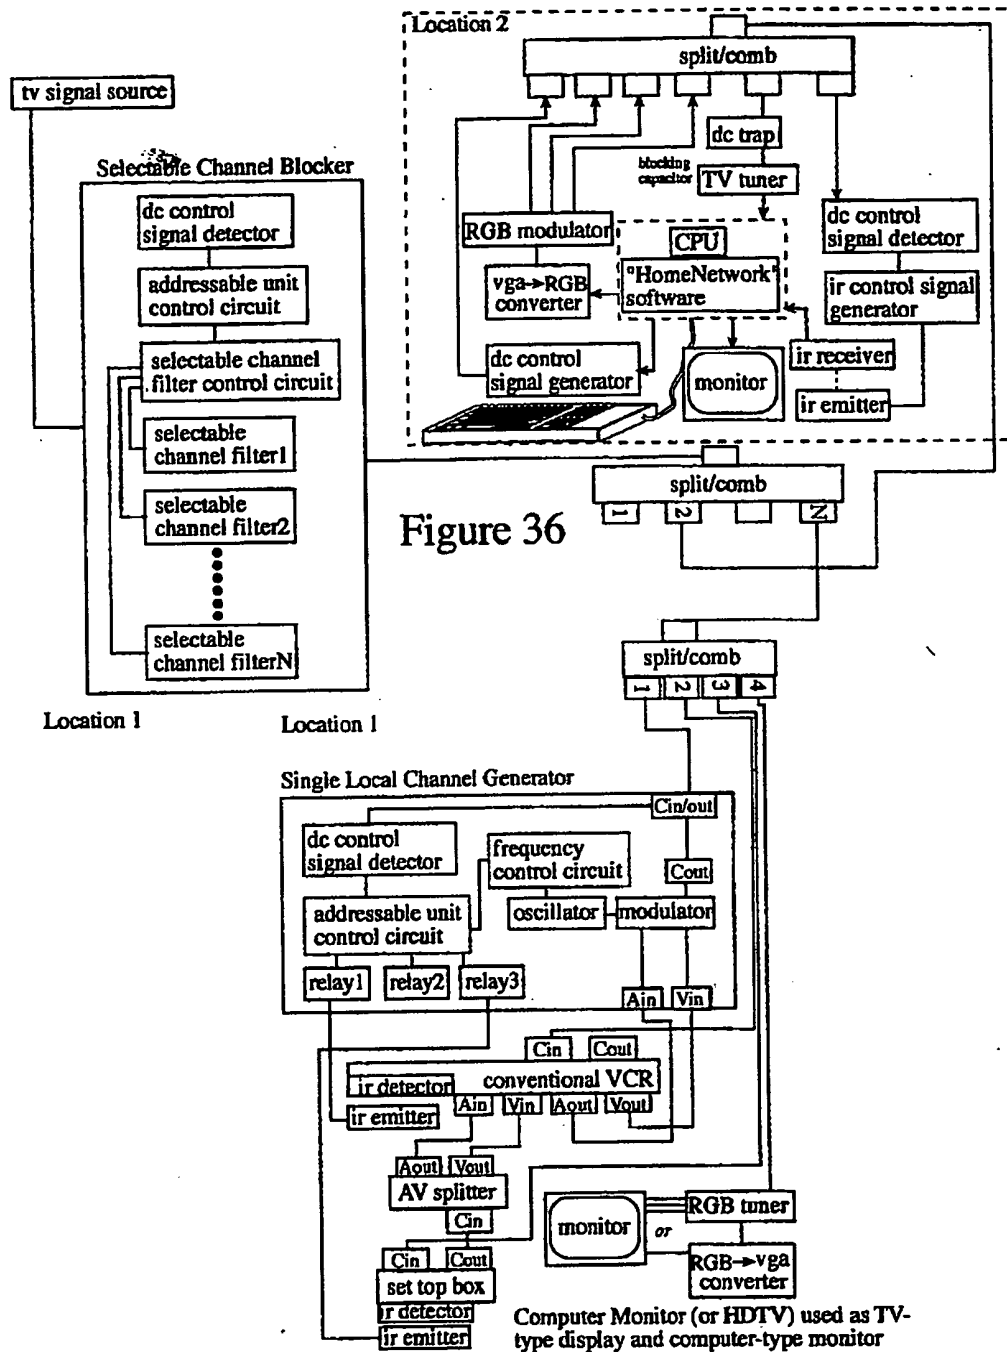 Location 2
split/comb
tv signal source
dc trap
blocking
capacitor
TV tuner
Selectable Channel Blocker
dc control
signal detector
addressable unit
control circuit
selectable channel
filter control circuit
selectable
channel filter1
selectable
channel filter2
selectable
channel filterN
Location 1
Location 1
RGB modulator
CPU
"HomeNetwork"
software
vga→RGB
converter
dc control
signal detector
ir control signal
generator
dc control
signal generator
monitor
ir receiver
ir emitter
split/comb
1
2
N
Figure 36
split/comb
1
2
3
4
Single Local Channel Generator
Cin/out
dc control
signal detector
frequency
control circuit
Cout
addressable unit
control circuit
oscillator
modulator
relay1
relay2
relay3
Ain
Vin
Cin
Cout
conventional VCR
ir detector
ir emitter
Ain
Vin
Aout
Vout
Aout
Vout
AV splitter
Cin
Cin
Cout
set top box
ir detector
ir emitter
monitor
or
RGB tuner
RGB→vga
converter
Computer Monitor (or HDTV) used as TV-
type display and computer-type monitor